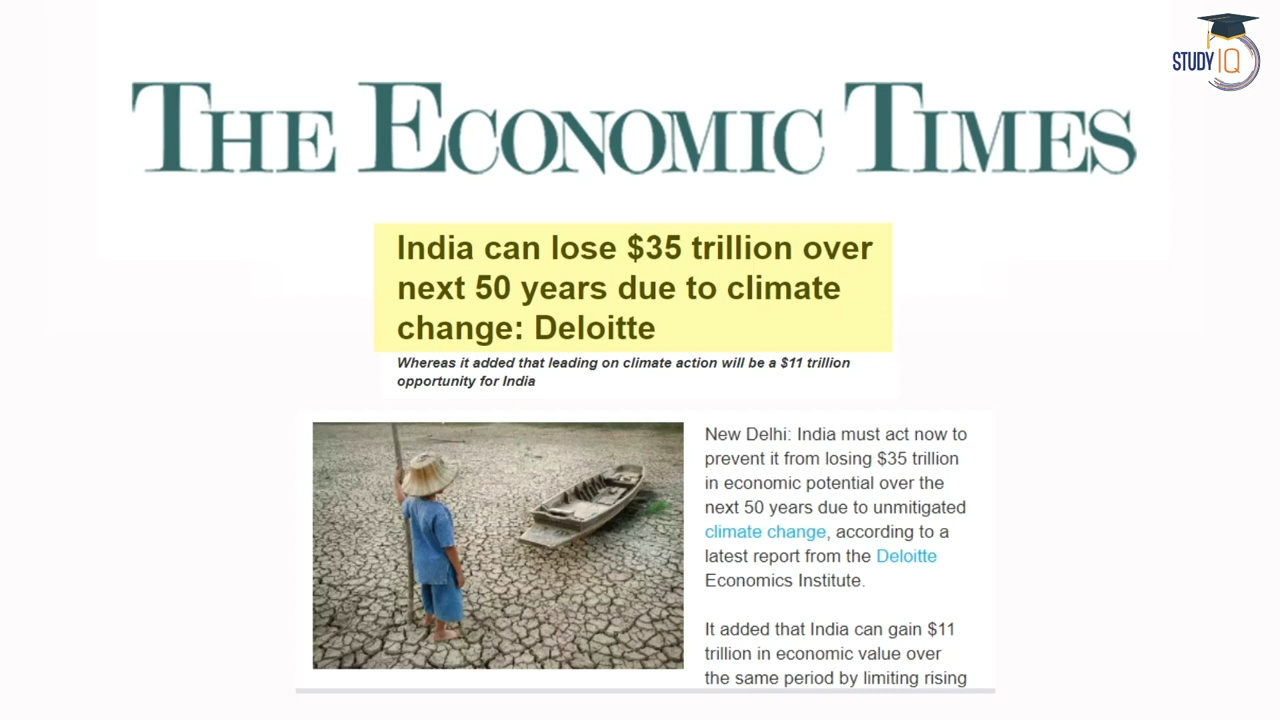 STUDY IQ
THE ECONOMIC TIMES
India can lose $35 trillion over
next 50 years due to climate
change: Deloitte
Whereas it added that leading on climate action will be a $11 trillion
opportunity for India
New Delhi: India must act now to
prevent it from losing $35 trillion
in economic potential over the
next 50 years due to unmitigated
climate change, according to a
latest report from the Deloitte
Economics Institute.
It added that India can gain $11
trillion in economic value over
the same period by limiting rising